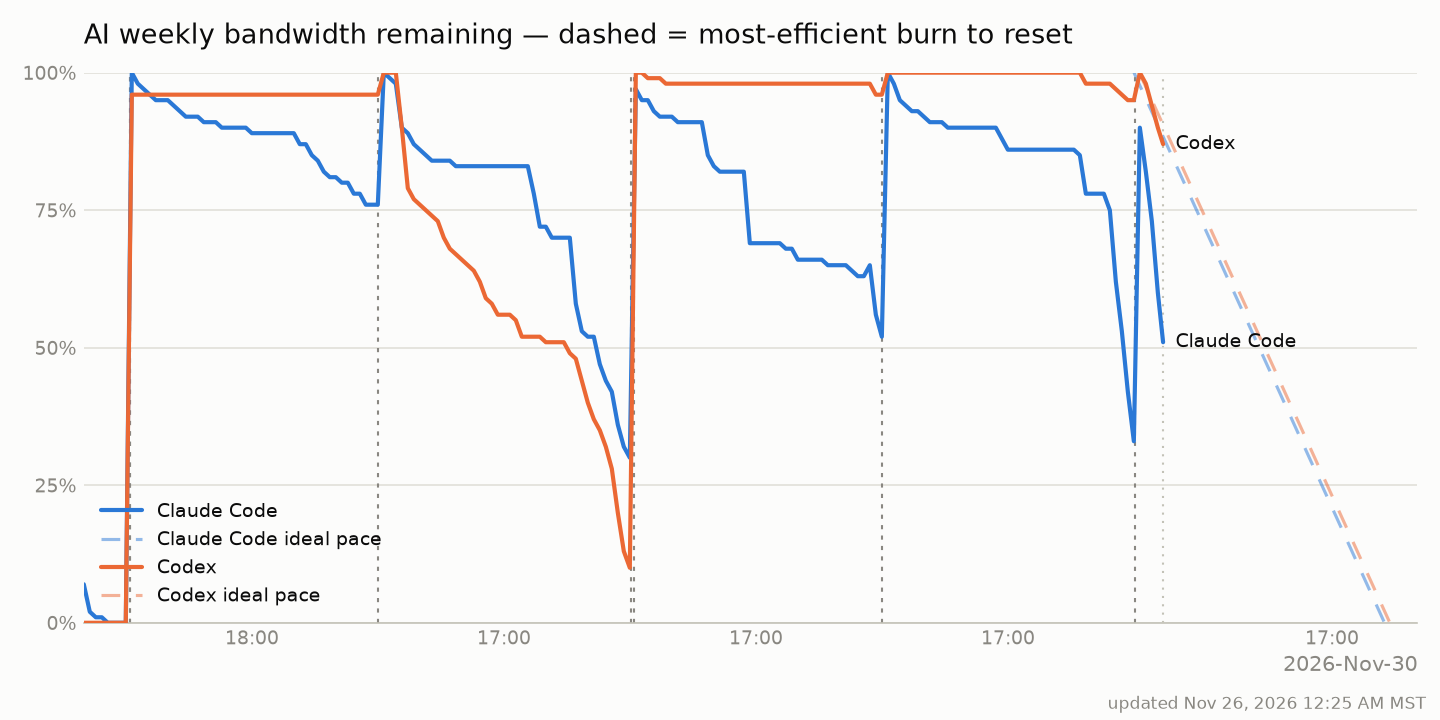 AI weekly bandwidth remaining — dashed = most-efficient burn to reset
100%
75%
50%
25%
0%
Codex
Claude Code
Claude Code
Claude Code ideal pace
Codex
Codex ideal pace
18:00
17:00
17:00
17:00
17:00
2026-Nov-30
updated Nov 26, 2026 12:25 AM MST